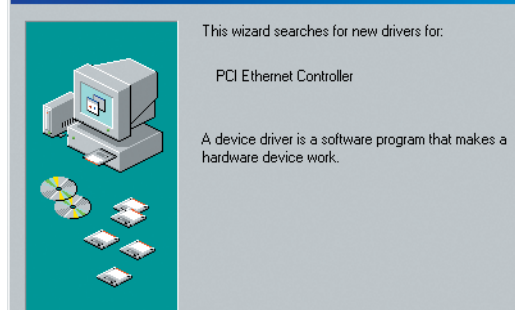 This wizard searches for new drivers for:
PCI Ethernet Controller
A device driver is a software program that makes a
hardware device work.